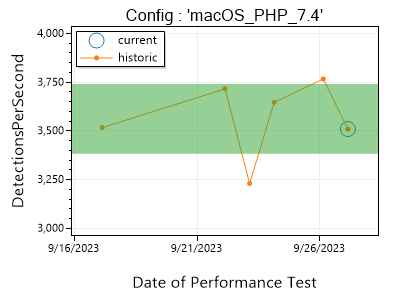 Config : 'macOS_PHP_7.4'
current
historic
DetectionsPerSecond
4,000
3,750
3,500
3,250
3,000
9/16/2023
9/21/2023
9/26/2023
Date of Performance Test